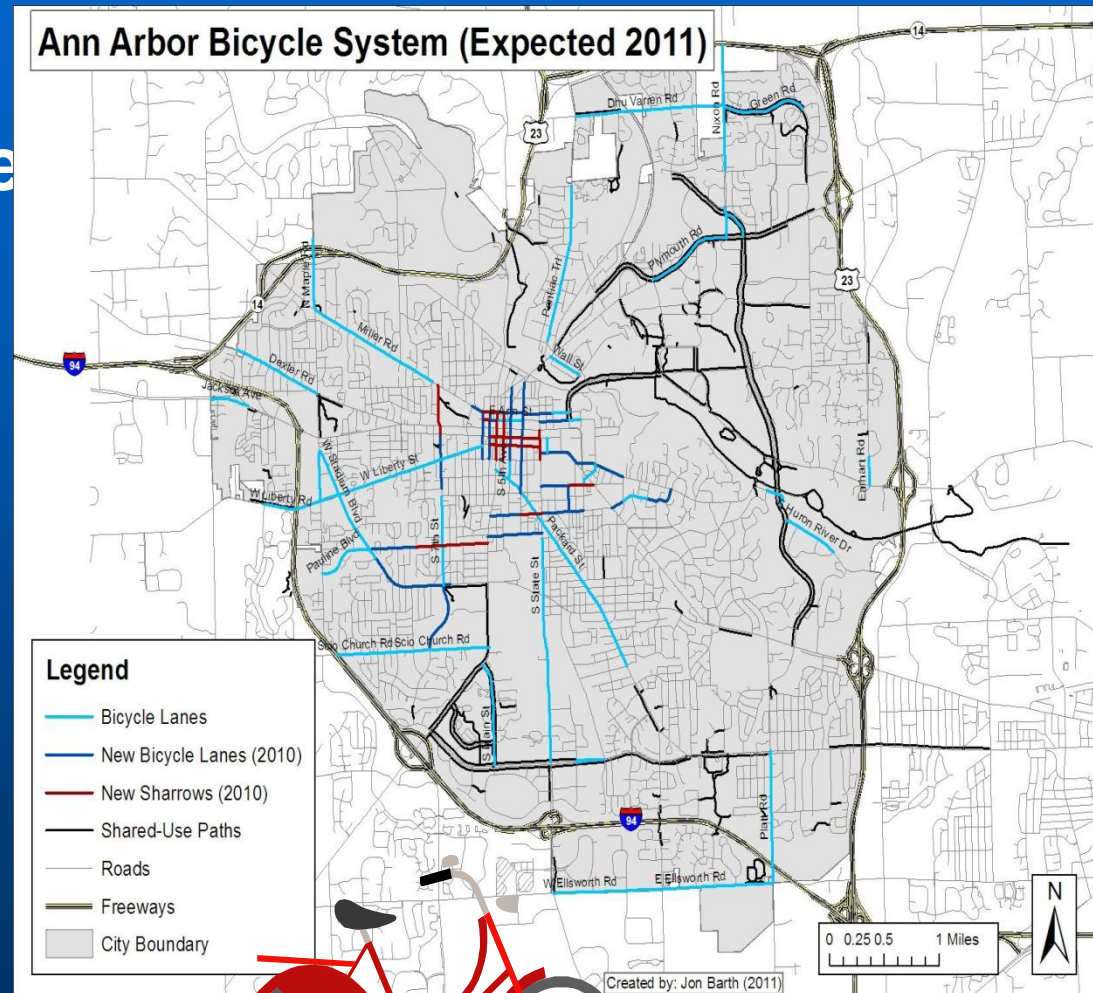 Ann Arbor Bicycle System (Expected 2011)
e
14
23
Dhu Varren Rd
Nixon Rd
Green Rd
Plymouth Rd
23
N Maple Rd
Pontiac Trl
14
Miller Rd
Wall St
94
Dexter Rd
Jackson Ave
E Ann St
W Stadium Blvd
W Liberty St
S 5th Ave
Earhart Rd
W Liberty Rd
Huron River Dr
S 7th St
Packard St
Pauline Blvd
S State St
Scio Church Rd
Scio Church Rd
S Main St
Platt Rd
94
W Ellsworth Rd
E Ellsworth Rd
Legend
Bicycle Lanes
New Bicycle Lanes (2010)
New Sharrows (2010)
Shared-Use Paths
Roads
Freeways
City Boundary
N
0 0.25 0.5 1 Miles
Created by: Jon Barth (2011)